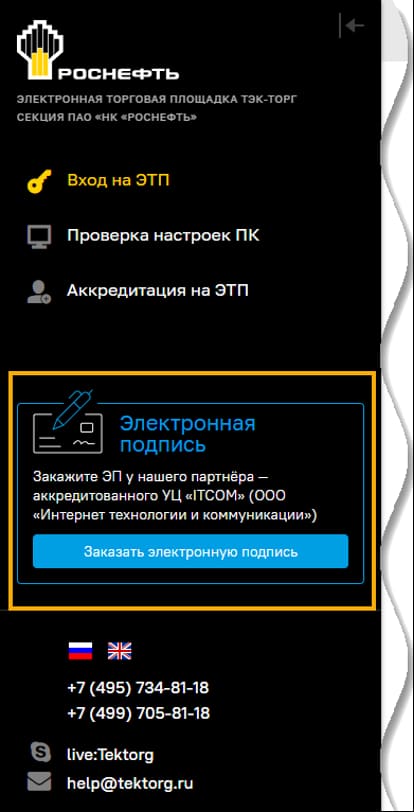 РОСНЕФТЬ
ЭЛЕКТРОННАЯ ТОРГОВАЯ ПЛОЩАДКА ТЭК-ТОРГ
СЕКЦИЯ ПАО «НК «РОСНЕФТЬ»
Вход на ЭТП
Проверка настроек ПК
Аккредитация на ЭТП
Электронная
подпись
Закажите ЭП у нашего партнёра —
аккредитованного УЦ «ITCOM» (ООО
«Интернет технологии и коммуникации»)
Заказать электронную подпись
+7 (495) 734-81-18
+7 (499) 705-81-18
live:Tektorg
help@tektorg.ru